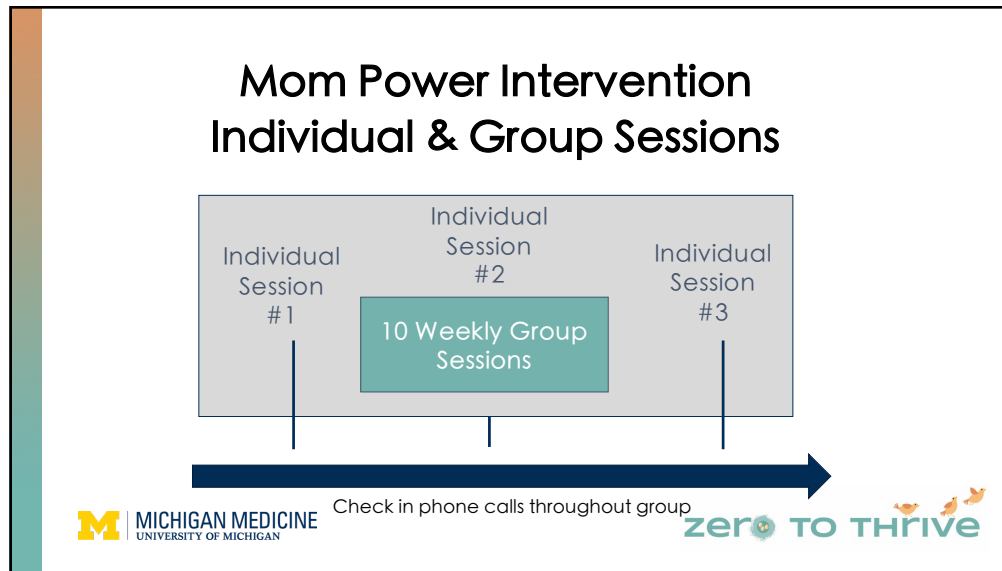 Mom Power Intervention
Individual & Group Sessions
Individual
Session
#1
Individual
Session
#2
10 Weekly Group
Sessions
Individual
Session
#3
Check in phone calls throughout group
M
MICHIGAN MEDICINE
UNIVERSITY OF MICHIGAN
zero TO THrive